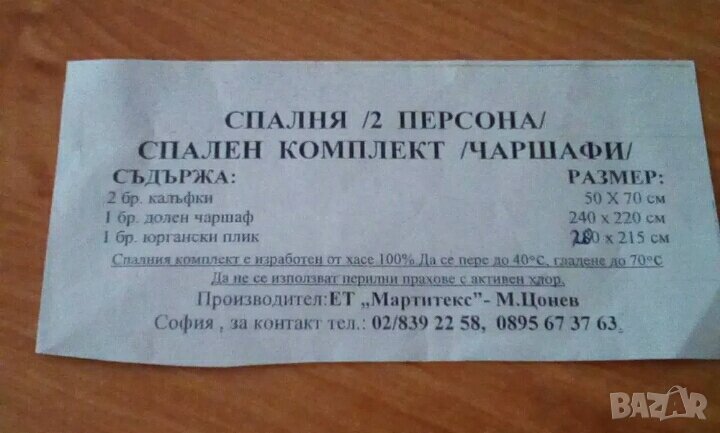 СПАЛНЯ /2 ПЕРСОНА/
СПАЛЕН КОМПЛЕКТ /ЧАРШАФИ/
СЪДЪРЖА: РАЗМЕР:
2 бр. калъфки 50 Х 70 см
1 бр. долен чаршаф 240 х 220 см
1 бр. юргански плик х 215 см
Спалния комплект е изработен от хасе 100% Да се пере до 40°С, гладене до 70°С
Да не се използват перилни прахове с активен хлор.
Производител:ЕТ „Мартитекс”- М.Цонев
София , за контакт тел.: 02/839 22 58, 0895 67 37 63.
BAZAR